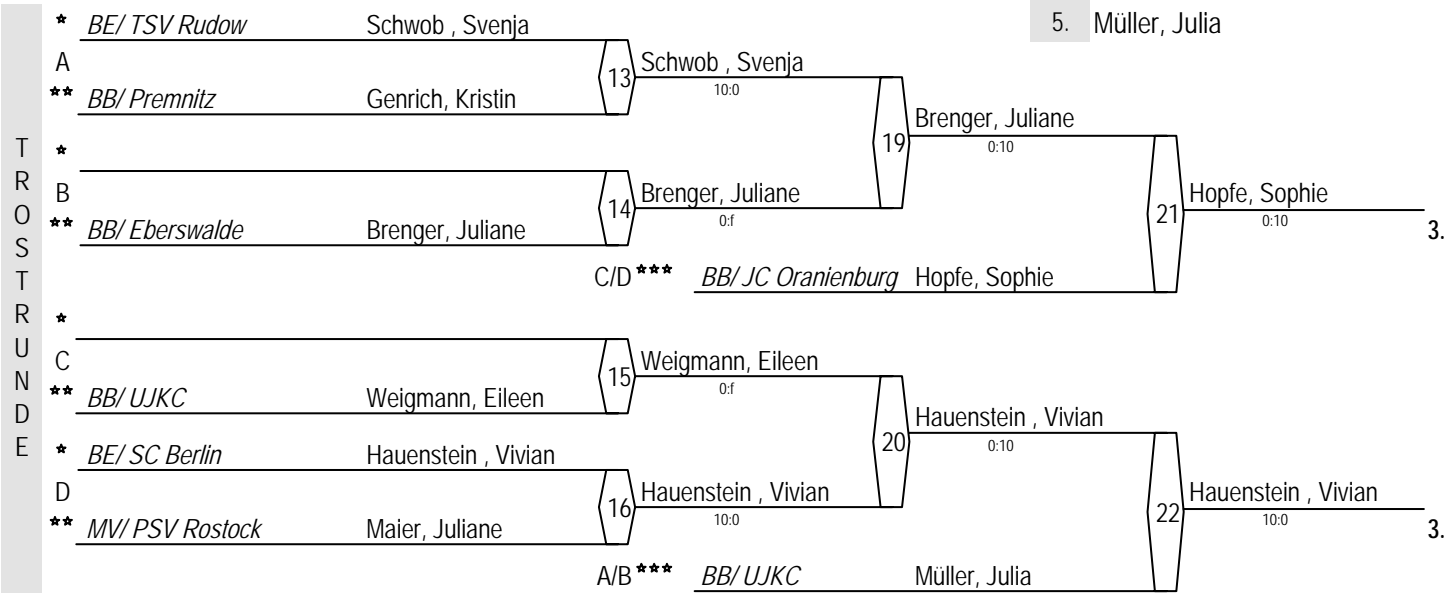 ★ BE/ TSV Rudow Schwob , Svenja
5. Müller, Julia
A
13 Schwob , Svenja
10:0
★★ BB/ Premnitz Genrich, Kristin
19 Brenger, Juliane
0:10
★
B
14 Brenger, Juliane
0:f
21 Hopfe, Sophie
0:10
3.
★★ BB/ Eberswalde Brenger, Juliane
C/D ★★★ BB/ JC Oranienburg Hopfe, Sophie
TROSTRUNDE
★
C
15 Weigmann, Eileen
0:f
★★ BB/ UJKC Weigmann, Eileen
20 Hauenstein , Vivian
0:10
★ BE/ SC Berlin Hauenstein , Vivian
D
16 Hauenstein , Vivian
10:0
22 Hauenstein , Vivian
10:0
3.
★★ MV/ PSV Rostock Maier, Juliane
A/B ★★★ BB/ UJKC Müller, Julia